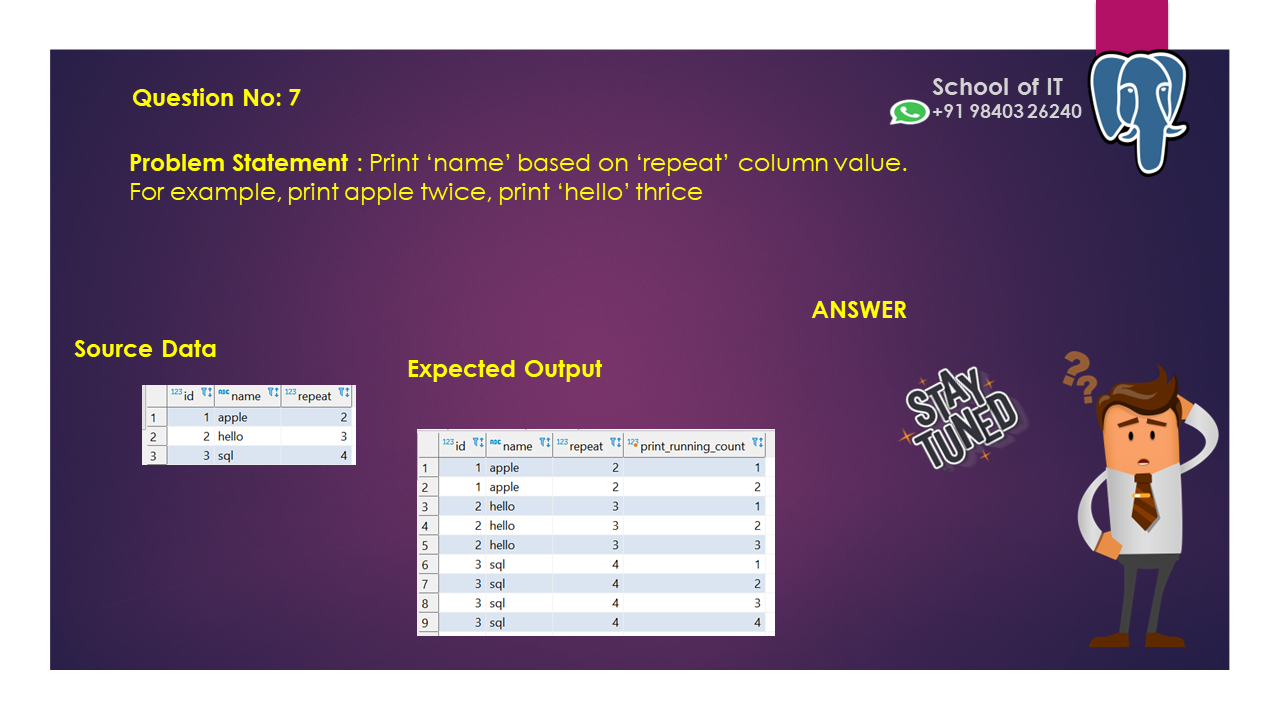 Question No: 7
School of IT
+91 98403 26240
Problem Statement : Print ‘name’ based on ‘repeat’ column value.
For example, print apple twice, print ‘hello’ thrice
ANSWER
Source Data
Expected Output
123 id ABC name 123 repeat
1 1 apple 2
2 2 hello 3
3 3 sql 4
123 id ABC name 123 repeat 123 print_running_count
1 1 apple 2 1
2 1 apple 2 2
3 2 hello 3 1
4 2 hello 3 2
5 2 hello 3 3
6 3 sql 4 1
7 3 sql 4 2
8 3 sql 4 3
9 3 sql 4 4
STAY
TUNED
??